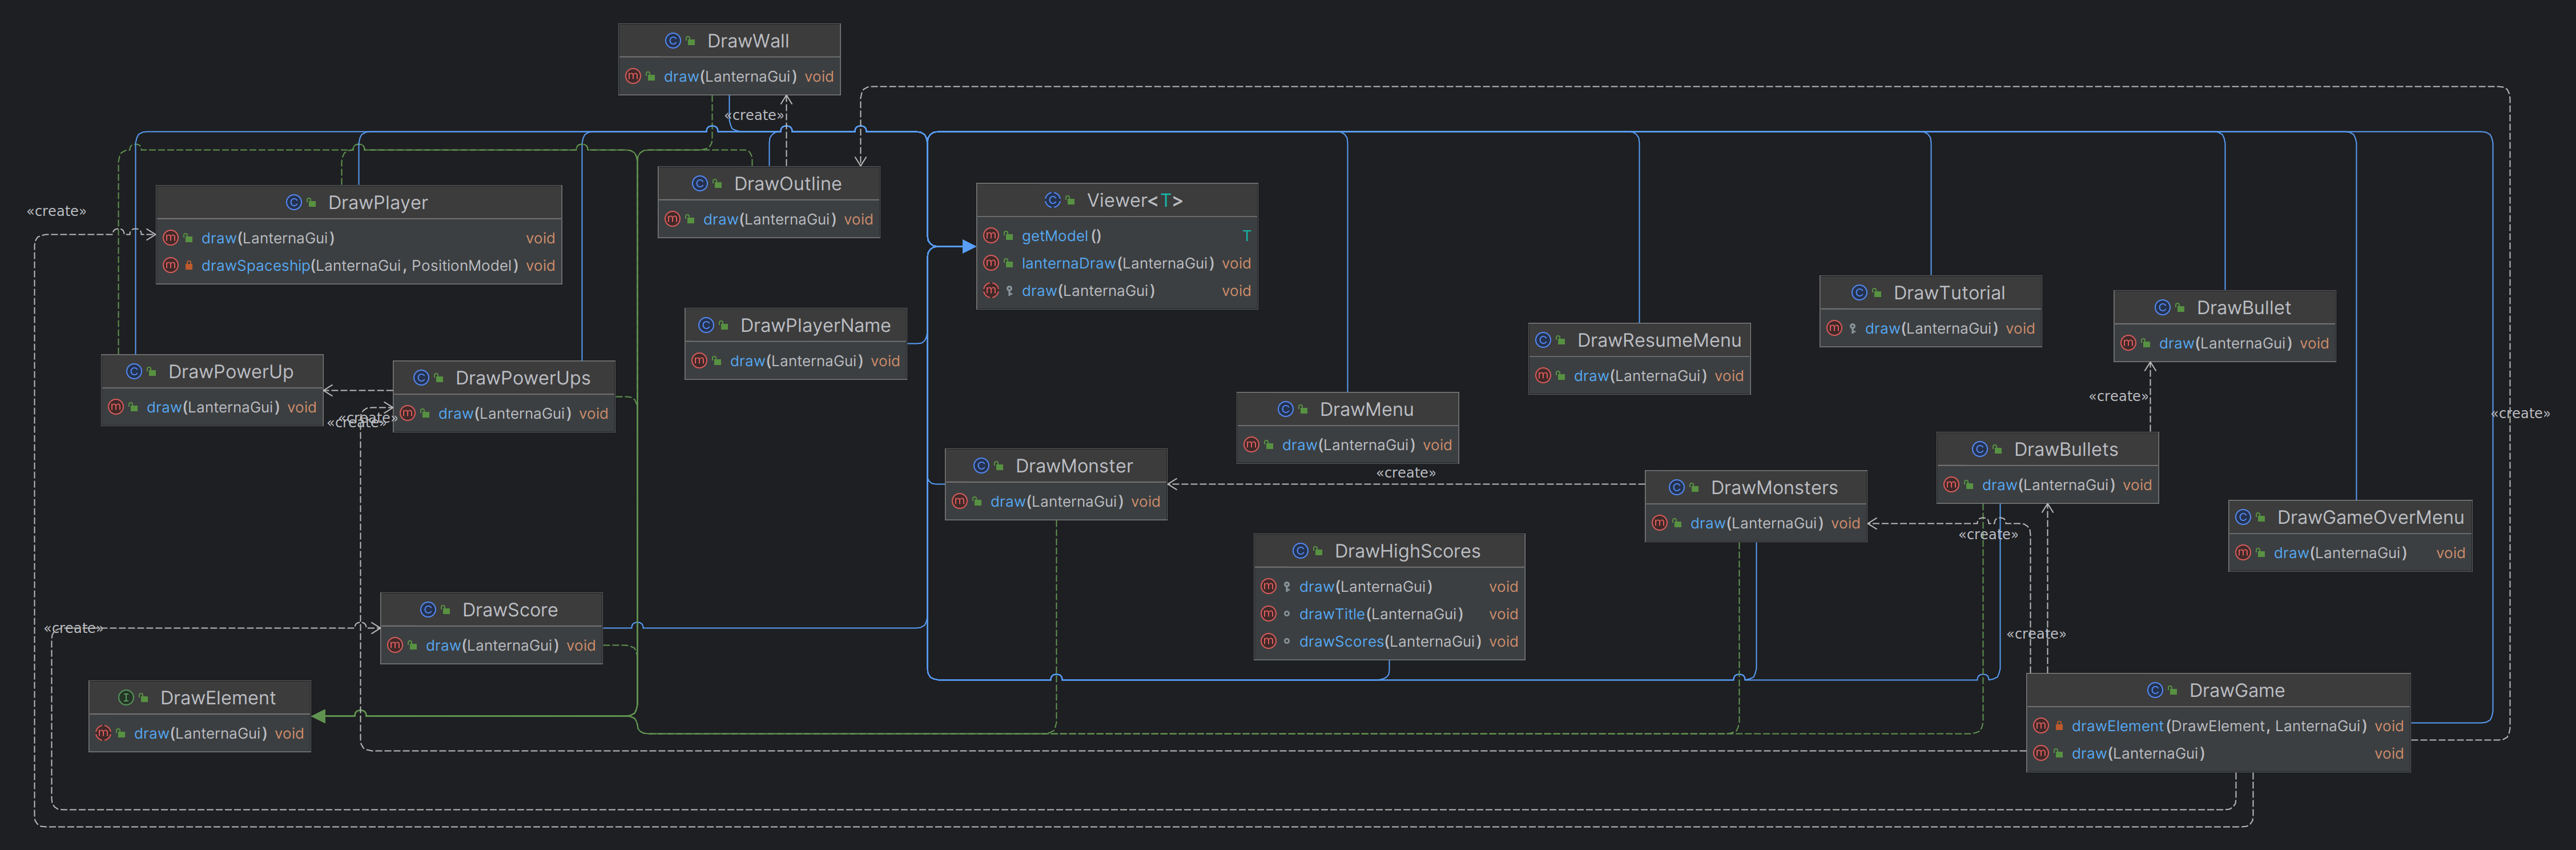 DrawWall
draw(LanternaGui) void
«create»
DrawOutline
draw(LanternaGui) void
DrawPlayer
draw(LanternaGui) void
drawSpaceship(LanternaGui, PositionModel) void
«create»
Viewer<T>
getModel() T
lanternaDraw(LanternaGui) void
draw(LanternaGui) void
DrawPlayerName
draw(LanternaGui) void
DrawTutorial
draw(LanternaGui) void
DrawBullet
draw(LanternaGui) void
DrawResumeMenu
draw(LanternaGui) void
DrawPowerUp
draw(LanternaGui) void
DrawPowerUps
draw(LanternaGui) void
«create»
«create»
DrawMenu
draw(LanternaGui) void
«create»
«create»
«create»
DrawBullets
draw(LanternaGui) void
DrawMonster
draw(LanternaGui) void
DrawMonsters
draw(LanternaGui) void
«create»
DrawGameOverMenu
draw(LanternaGui) void
DrawHighScores
draw(LanternaGui) void
drawTitle(LanternaGui) void
drawScores(LanternaGui) void
DrawScore
draw(LanternaGui) void
«create»
«create»
DrawElement
draw(LanternaGui) void
DrawGame
drawElement(DrawElement, LanternaGui) void
draw(LanternaGui) void